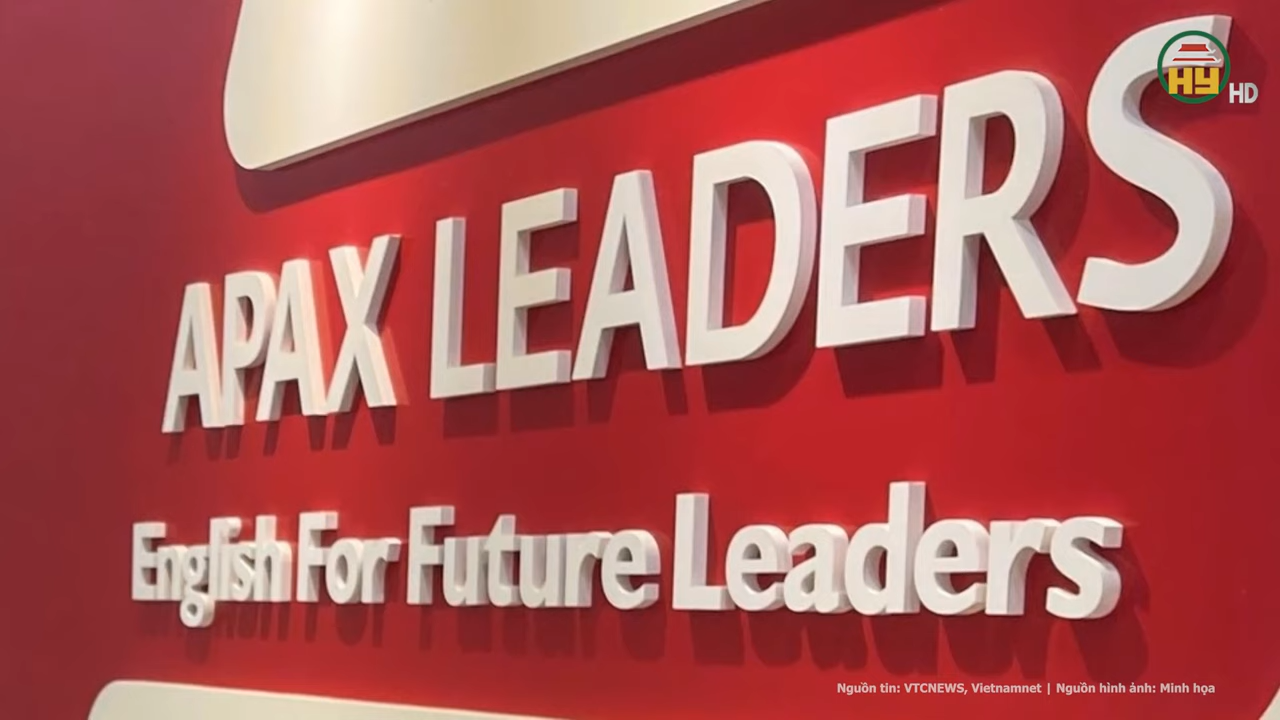 HY HD
APAX LEADERS
English For Future Leaders
Nguồn tin: VTCNEWS, Vietnamnet | Nguồn hình ảnh: Minh họa